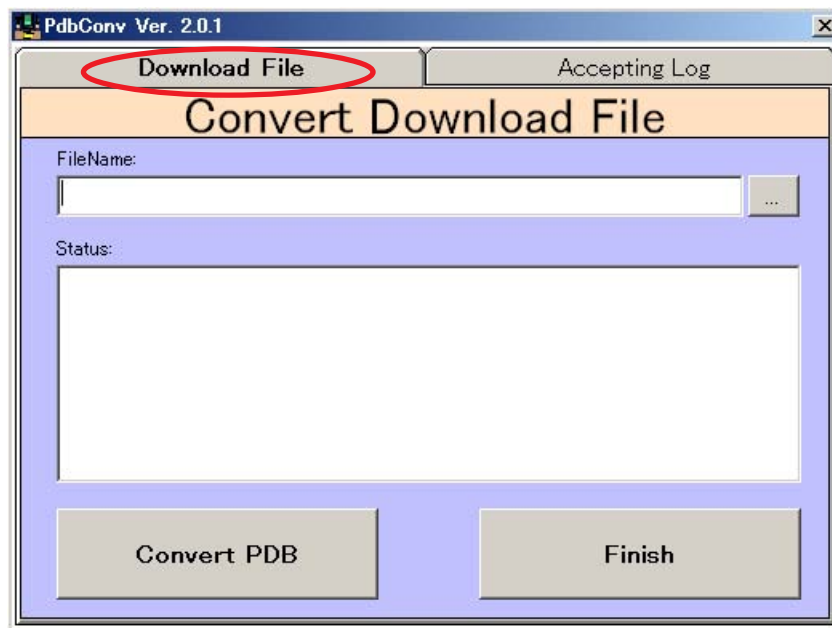 PdbConv Ver. 2.0.1
Download File
Accepting Log
Convert Download File
FileName:
...
Status:
Convert PDB
Finish